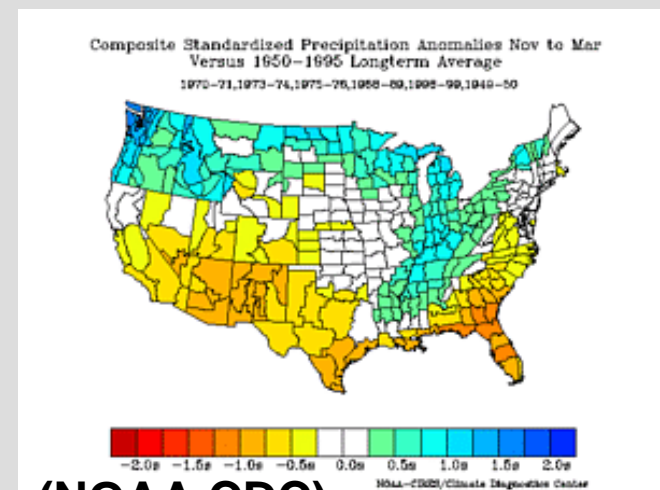 Composite Standardized Precipitation Anomalies Nov to Mar
Versus 1950-1995 Longterm Average
1970-71,1973-74,1975-76,1988-89,1998-99,1949-50
-2.0s -1.5s -1.0s -0.5s 0.0s 0.5s 1.0s 1.5s 2.0s
NOAA-CIRES/Climate Diagnostics Center